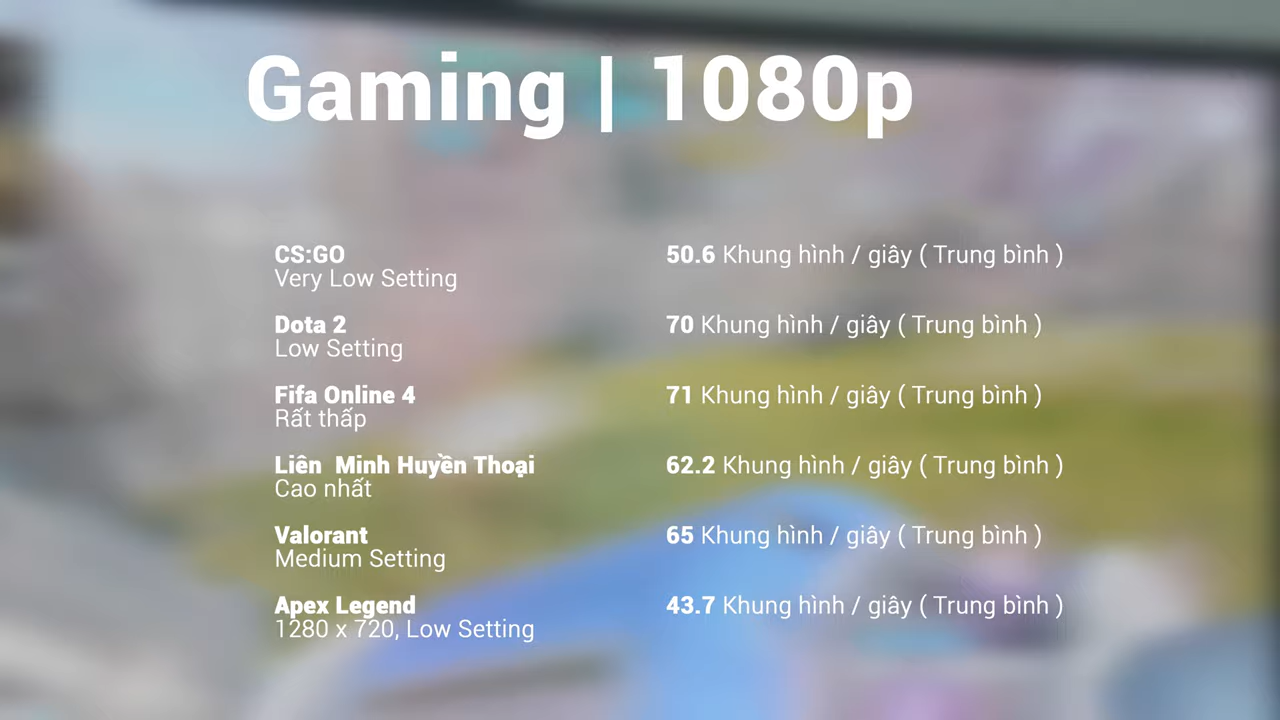 Gaming | 1080p
CS:GO 50.6 Khung hình / giây ( Trung bình )
Very Low Setting
Dota 2 70 Khung hình / giây ( Trung bình )
Low Setting
Fifa Online 4 71 Khung hình / giây ( Trung bình )
Rất thấp
Liên Minh Huyền Thoại 62.2 Khung hình / giây ( Trung bình )
Cao nhất
Valorant 65 Khung hình / giây ( Trung bình )
Medium Setting
Apex Legend 43.7 Khung hình / giây ( Trung bình )
1280 x 720, Low Setting